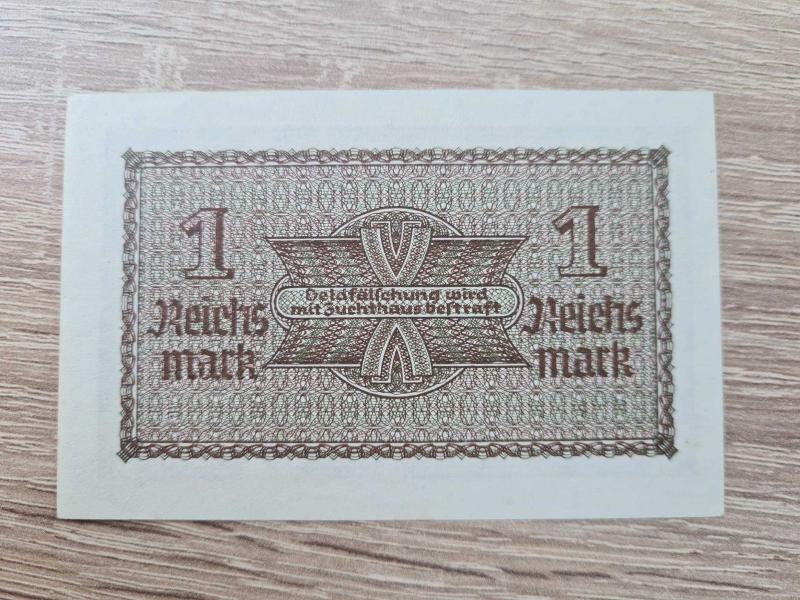 1 1
Geldfälschung wird
mit Zuchthaus bestraft
Reichs Reichs
mark mark